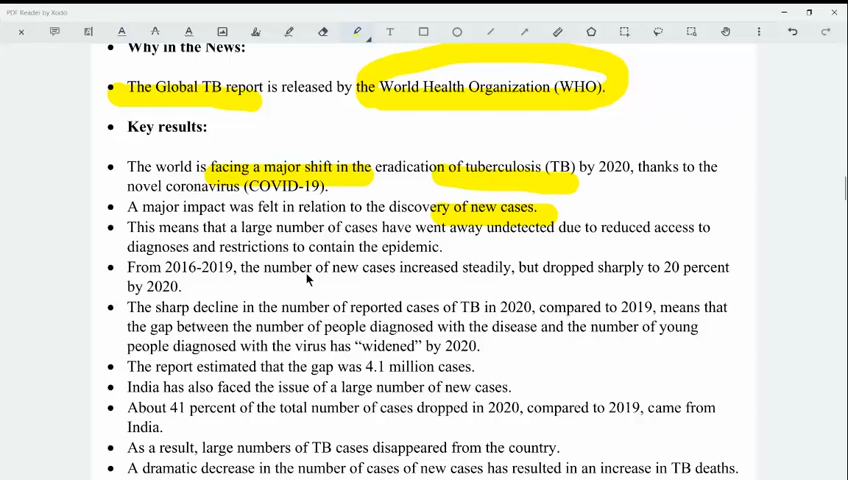 PDF Reader by Xodo
Why in the News:
The Global TB report is released by the World Health Organization (WHO).
Key results:
The world is facing a major shift in the eradication of tuberculosis (TB) by 2020, thanks to the
novel coronavirus (COVID-19).
A major impact was felt in relation to the discovery of new cases.
This means that a large number of cases have went away undetected due to reduced access to
diagnoses and restrictions to contain the epidemic.
From 2016-2019, the number of new cases increased steadily, but dropped sharply to 20 percent
by 2020.
The sharp decline in the number of reported cases of TB in 2020, compared to 2019, means that
the gap between the number of people diagnosed with the disease and the number of young
people diagnosed with the virus has “widened” by 2020.
The report estimated that the gap was 4.1 million cases.
India has also faced the issue of a large number of new cases.
About 41 percent of the total number of cases dropped in 2020, compared to 2019, came from
India.
As a result, large numbers of TB cases disappeared from the country.
A dramatic decrease in the number of cases of new cases has resulted in an increase in TB deaths.